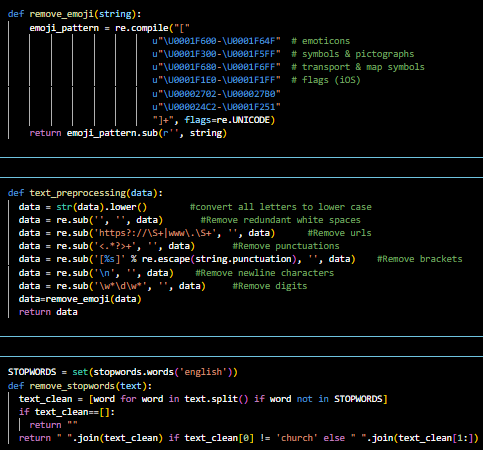 def remove_emoji(string):
    emoji_pattern = re.compile("["
                        u"\U0001F600-\U0001F64F"  # emoticons
                        u"\U0001F300-\U0001F5FF"  # symbols & pictographs
                        u"\U0001F680-\U0001F6FF"  # transport & map symbols
                        u"\U0001F1E0-\U0001F1FF"  # flags (iOS)
                        u"\U00002702-\U000027B0"
                        u"\U000024C2-\U0001F251"
                        "]+", flags=re.UNICODE)
    return emoji_pattern.sub(r'', string)
def text_preprocessing(data):
  data = str(data).lower()       #convert all letters to lower case
  data = re.sub('', '', data)      #Remove redundant white spaces
  data = re.sub('https?://\S+|www\.\S+', '', data)     #Remove urls
  data = re.sub('<.*?>+', '', data)      #Remove punctuations
  data = re.sub('[%s]' % re.escape(string.punctuation), '', data)    #Remove brackets
  data = re.sub('\n', '', data)    #Remove newline characters
  data = re.sub('\w*\d\w*', '', data)    #Remove digits
  data=remove_emoji(data)
  return data
STOPWORDS = set(stopwords.words('english'))
def remove_stopwords(text):
  text_clean = [word for word in text.split() if word not in STOPWORDS]
  if text_clean==[]:
    return ""
  return " ".join(text_clean) if text_clean[0] != 'church' else " ".join(text_clean[1:])